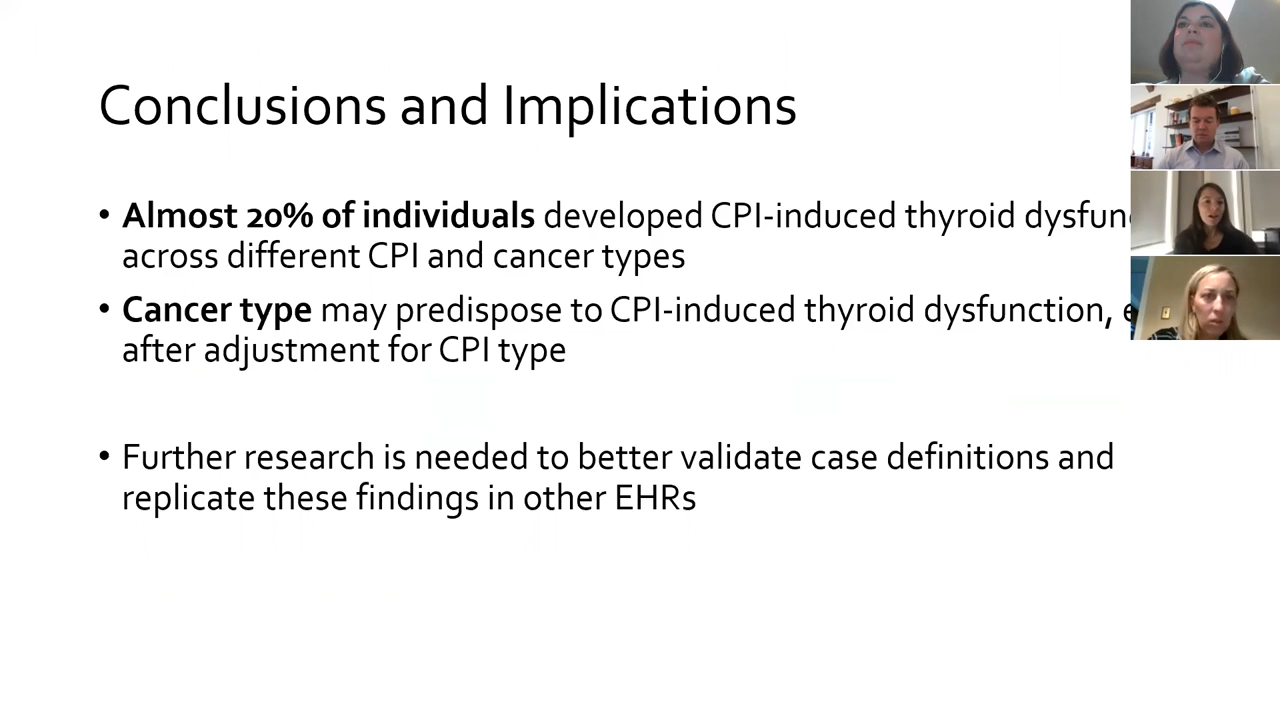 Conclusions and Implications
• Almost 20% of individuals developed CPI-induced thyroid
across different CPI and cancer types
• Cancer type may predispose to CPI-induced thyroid dysfunction,
after adjustment for CPI type
• Further research is needed to better validate case definitions and
replicate these findings in other EHRs